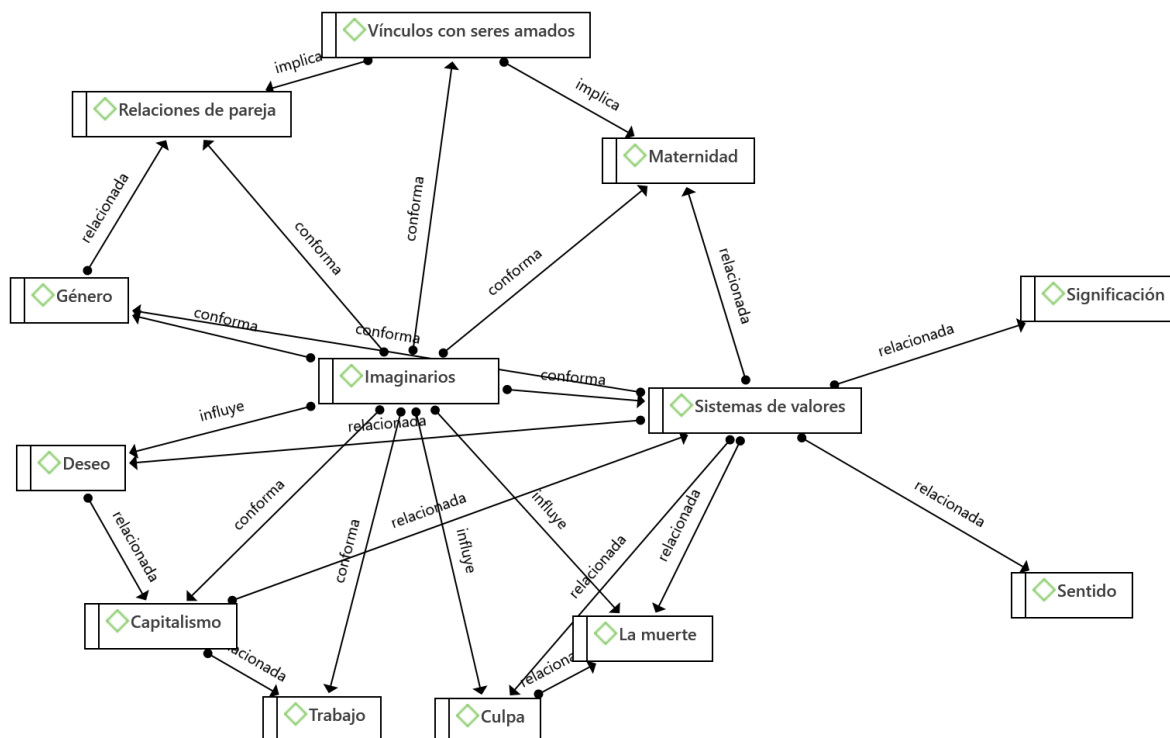 Vínculos con seres amados
implica
Relaciones de pareja
implica
Maternidad
relacionada
conforma
conforma
conforma
relacionada
Género
Significación
conforma
conforma
relacionada
Imaginarios
conforma
Sistemas de valores
influye
relacionada
Deseo
relacionada
conforma
relacionada
influye
relacionada
relacionada
conforma
influye
relacionada
Sentido
Capitalismo
La muerte
relacionada
relacionada
Trabajo
Culpa